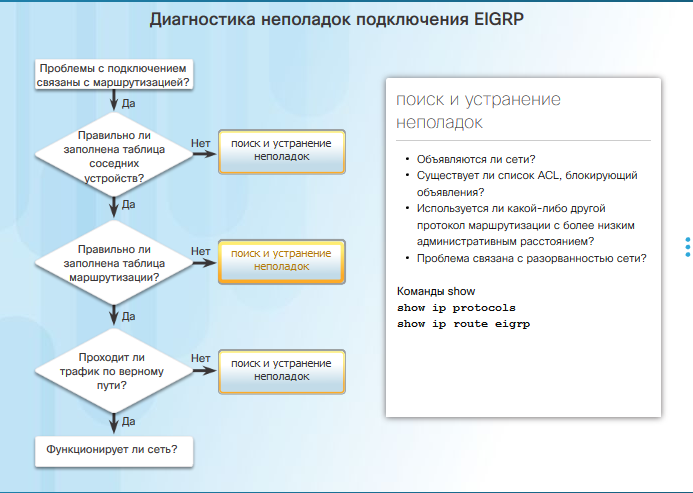 Диагностика неполадок подключения EIGRP
Проблемы с подключением
связаны с маршрутизацией?
Да
Правильно ли
заполнена таблица
соседних
устройств?
Нет
поиск и устранение
неполадок
Да
Правильно ли
заполнена таблица
маршрутизации?
Нет
поиск и устранение
неполадок
Да
Проходит ли
трафик по верному
пути?
Нет
поиск и устранение
неполадок
Да
Функционирует ли сеть?
поиск и устранение
неполадок
• Объявляются ли сети?
• Существует ли список ACL, блокирующий
объявления?
• Используется ли какой-либо другой
протокол маршрутизации с более низким
административным расстоянием?
• Проблема связана с разорванностью сети?
Команды show
show ip protocols
show ip route eigrp